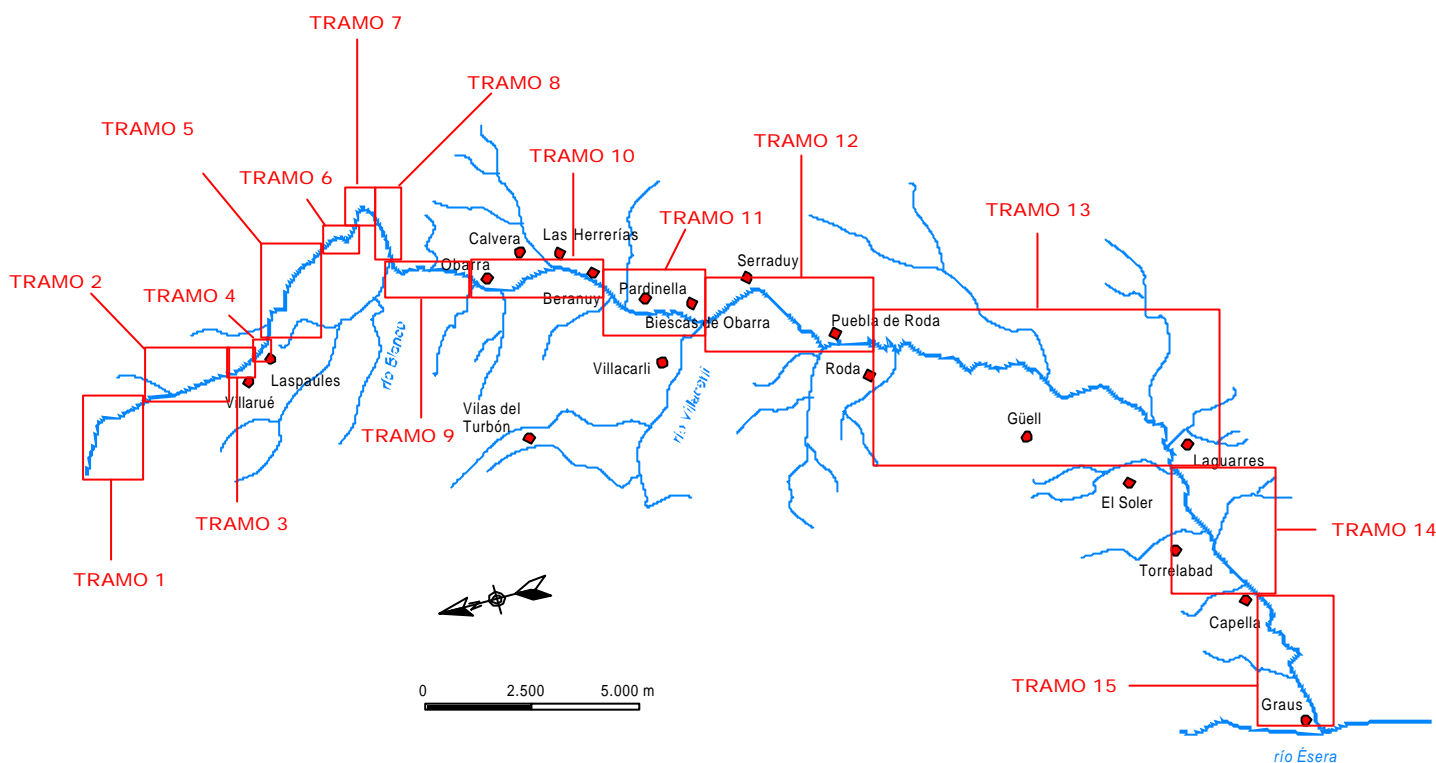 TRAMO 7
TRAMO 8
TRAMO 5
TRAMO 12
TRAMO 10
TRAMO 6
TRAMO 13
TRAMO 11
Calvera
Las Herrerías
Serraduy
Obarra
TRAMO 2
TRAMO 4
Pardinella
Beranuy
Biescas de Obarra
Puebla de Roda
río Blanco
Villacarli
Roda
Laspaúles
Villarué
río Villacarli
Vilas del
Turbón
Güell
TRAMO 9
Laguarres
El Soler
TRAMO 3
TRAMO 14
Torrelabad
TRAMO 1
N
Capella
0 2.500 5.000 m
TRAMO 15
Graus
río Ésera